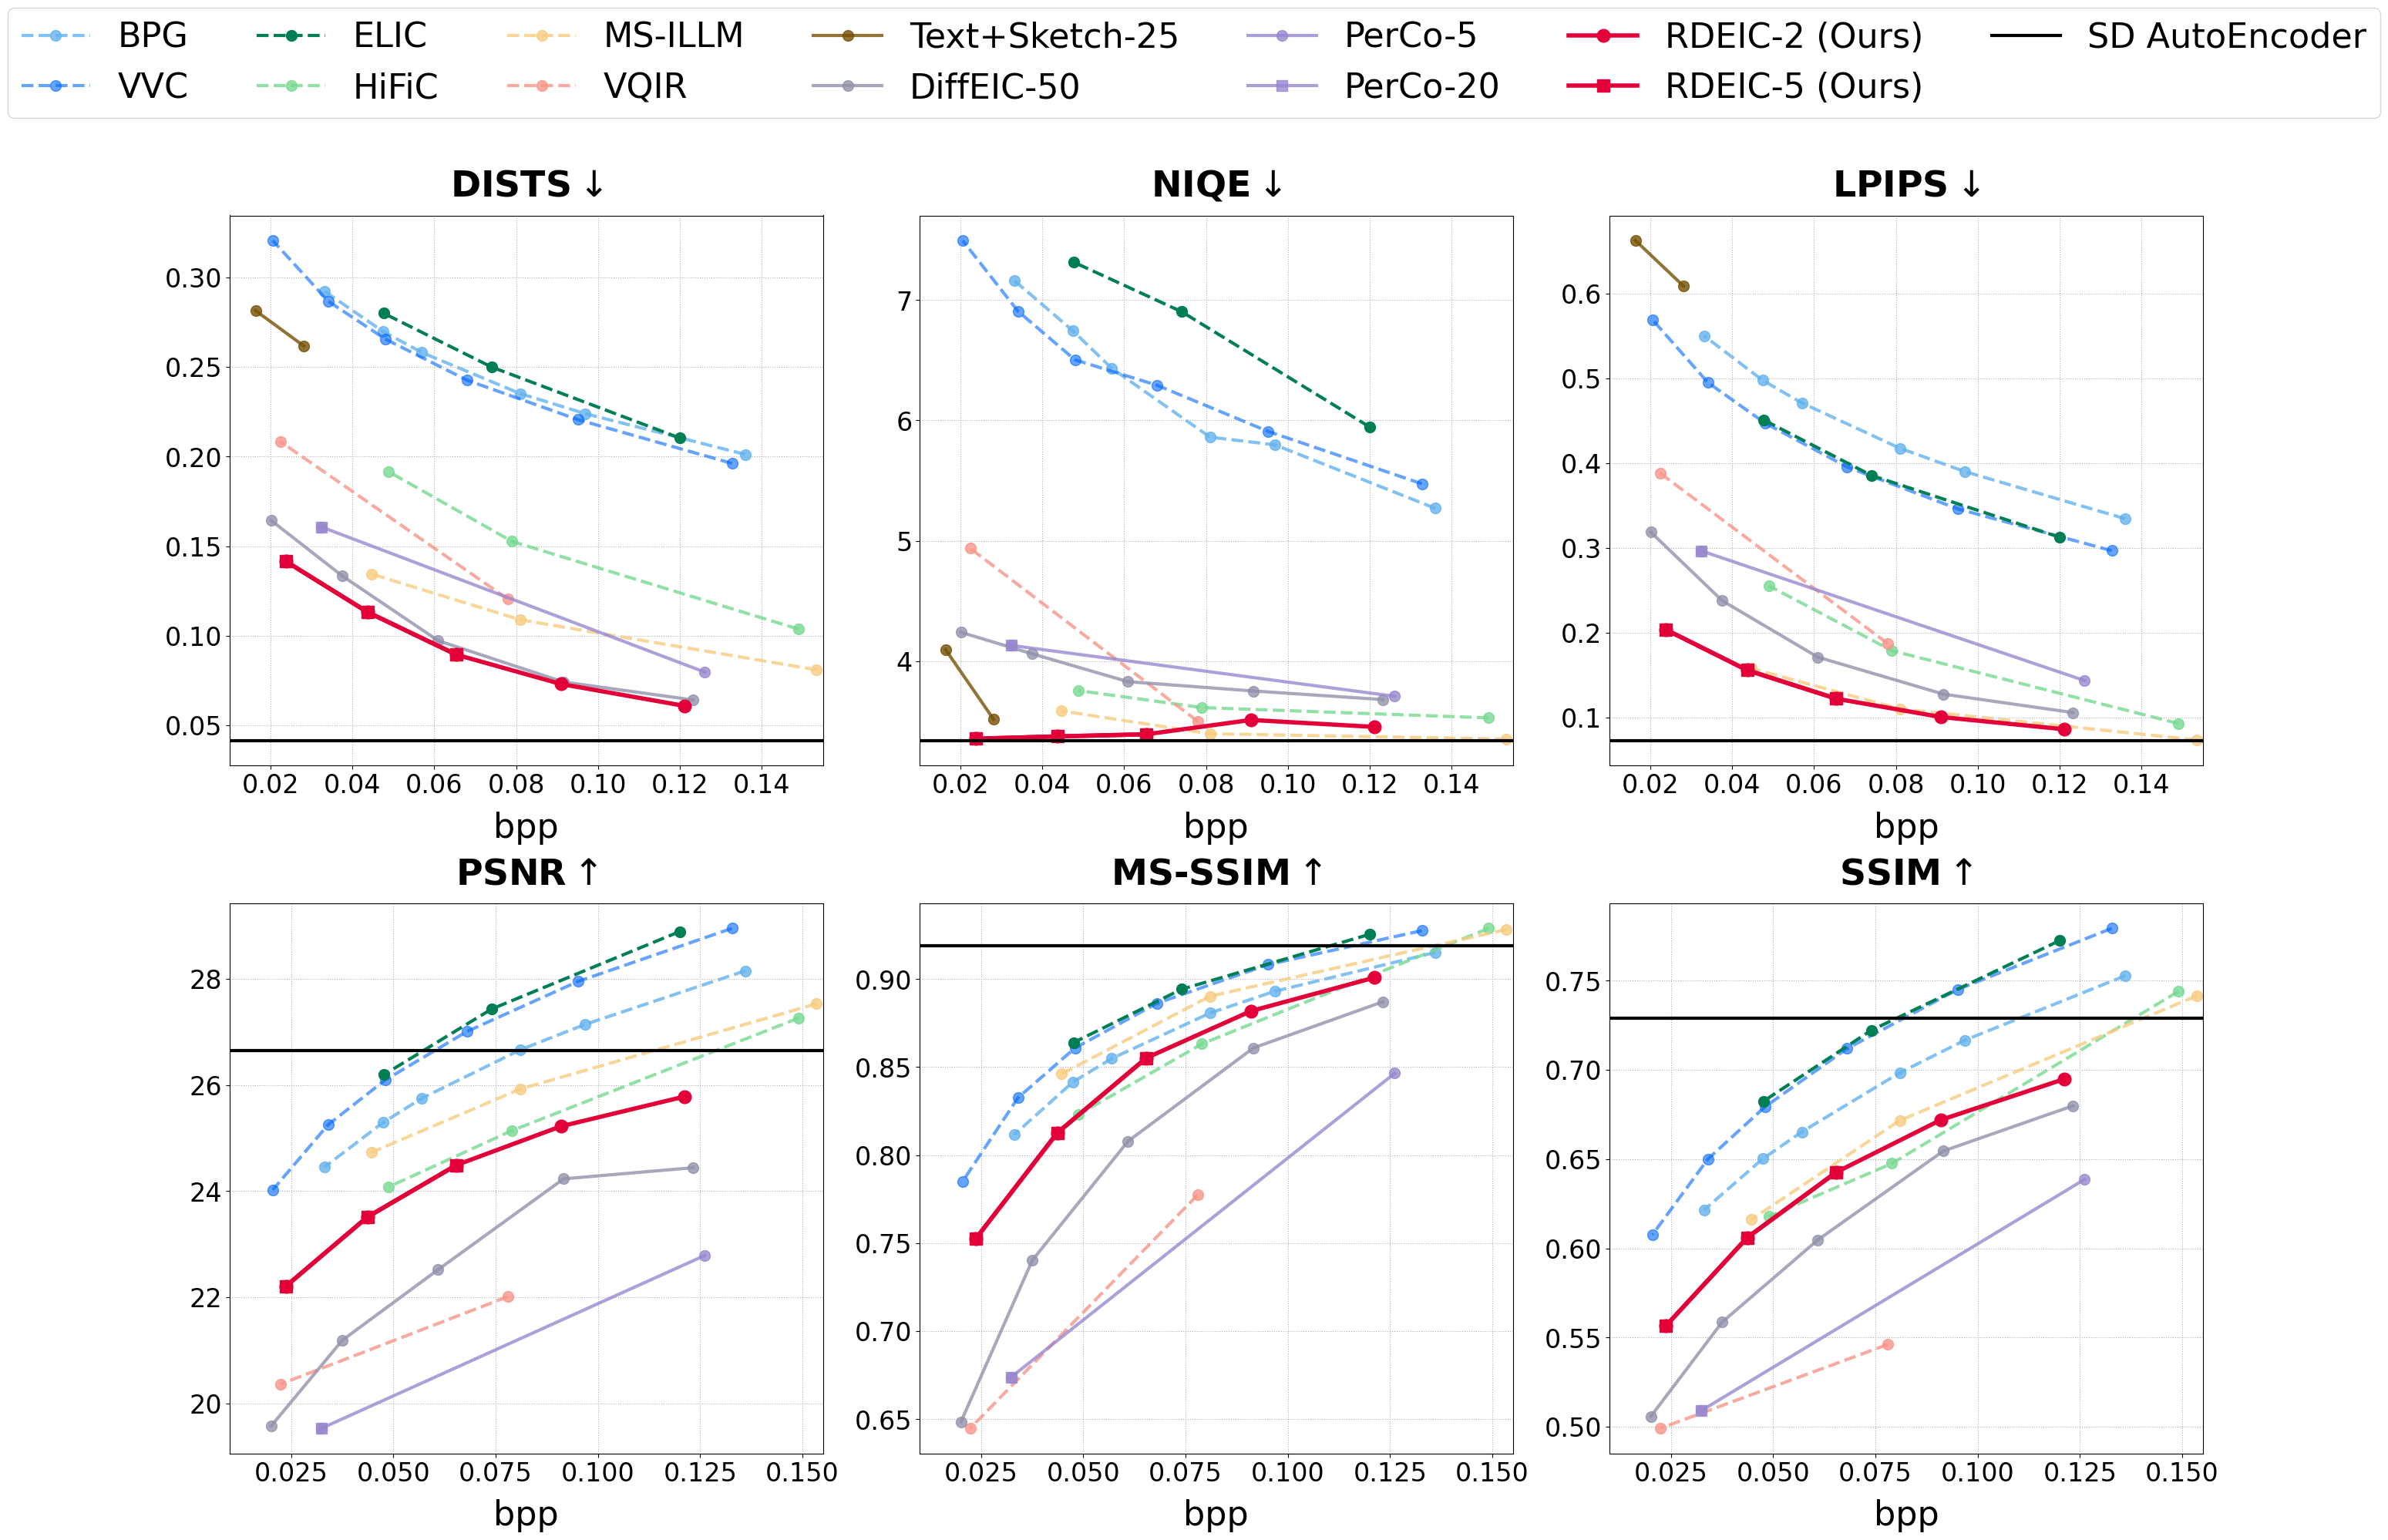 BPG ELIC MS-ILLM Text+Sketch-25 PerCo-5 RDEIC-2 (Ours) SD AutoEncoder
VVC HiFiC VQIR DiffEIC-50 PerCo-20 RDEIC-5 (Ours)
DISTS ↓
0.30
0.25
0.20
0.15
0.10
0.05
0.02 0.04 0.06 0.08 0.10 0.12 0.14
bpp
NIQE ↓
7
6
5
4
0.02 0.04 0.06 0.08 0.10 0.12 0.14
bpp
LPIPS ↓
0.6
0.5
0.4
0.3
0.2
0.1
0.02 0.04 0.06 0.08 0.10 0.12 0.14
bpp
PSNR ↑
28
26
24
22
20
0.025 0.050 0.075 0.100 0.125 0.150
bpp
MS-SSIM ↑
0.90
0.85
0.80
0.75
0.70
0.65
0.025 0.050 0.075 0.100 0.125 0.150
bpp
SSIM ↑
0.75
0.70
0.65
0.60
0.55
0.50
0.025 0.050 0.075 0.100 0.125 0.150
bpp